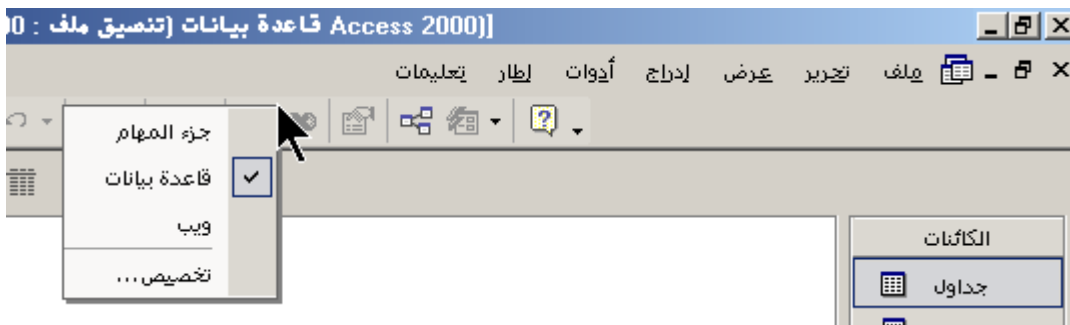 قاعدة بيانات (تنسيق ملف : 00 Access 2000)]
ملف تحرير عرض إدراج أدوات إطار تعليمات
جزء المهام
قاعدة بيانات
ويب
تخصيص...
الكائنات
جداول